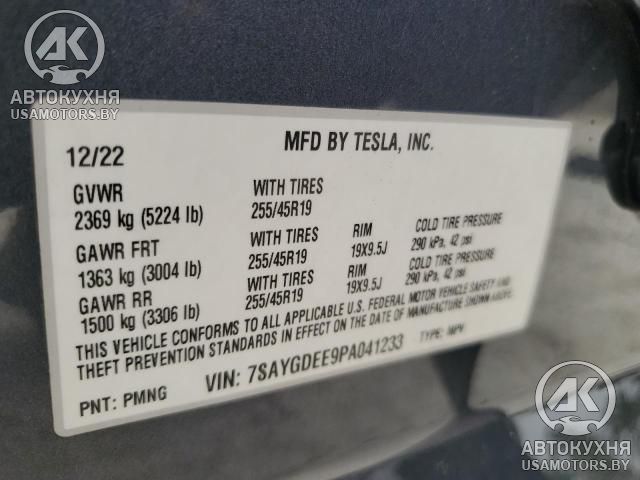 АК
АВТОКУХНЯ
USAMOTORS.BY
12/22 MFD BY TESLA, INC.
GVWR WITH TIRES
2369 kg (5224 lb) 255/45R19
GAWR FRT WITH TIRES RIM COLD TIRE PRESSURE
1363 kg (3004 lb) 255/45R19 19X9.5J 290 kPa, 42 psi
GAWR RR WITH TIRES RIM COLD TIRE PRESSURE
1500 kg (3306 lb) 255/45R19 19X9.5J 290 kPa, 42 psi
THIS VEHICLE CONFORMS TO ALL APPLICABLE U.S. FEDERAL MOTOR VEHICLE SAFETY AND
THEFT PREVENTION STANDARDS IN EFFECT ON THE DATE OF MANUFACTURE SHOWN ABOVE.
PNT: PMNG VIN: 7SAYGDEE9PA041233 TYPE: MPV
АК
АВТОКУХНЯ
USAMOTORS.BY